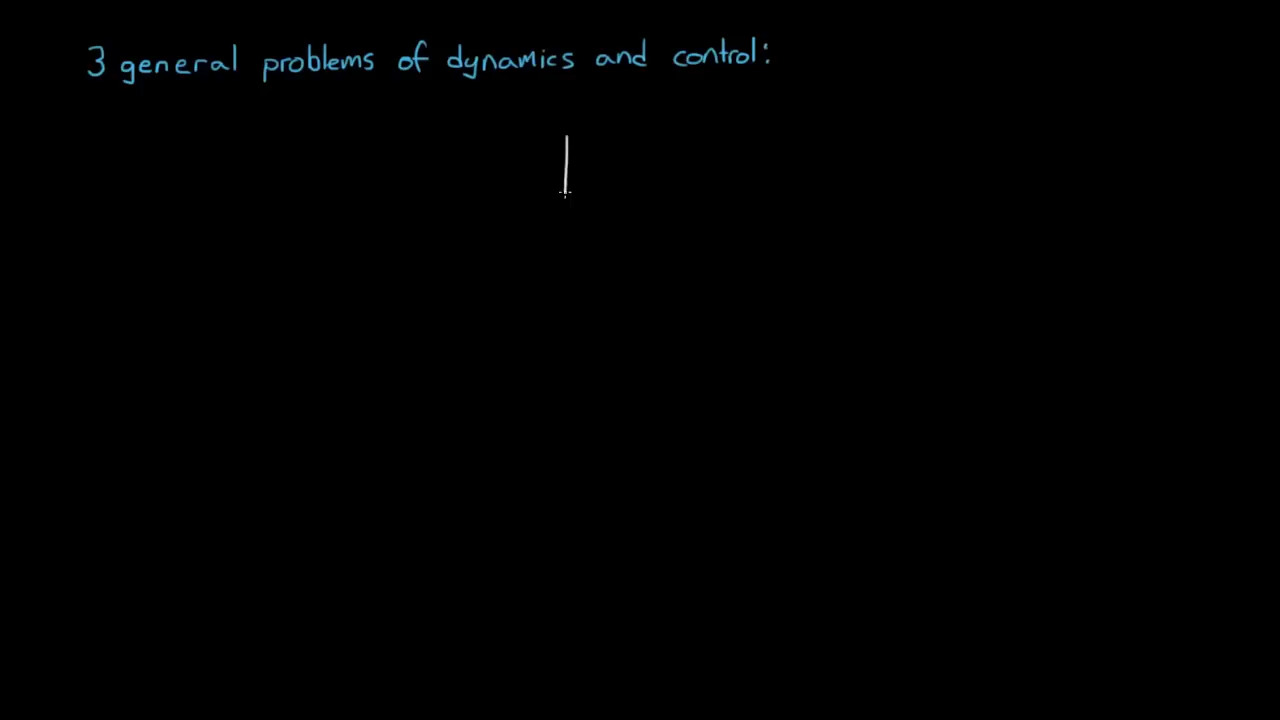 3 general problems of dynamics and control: